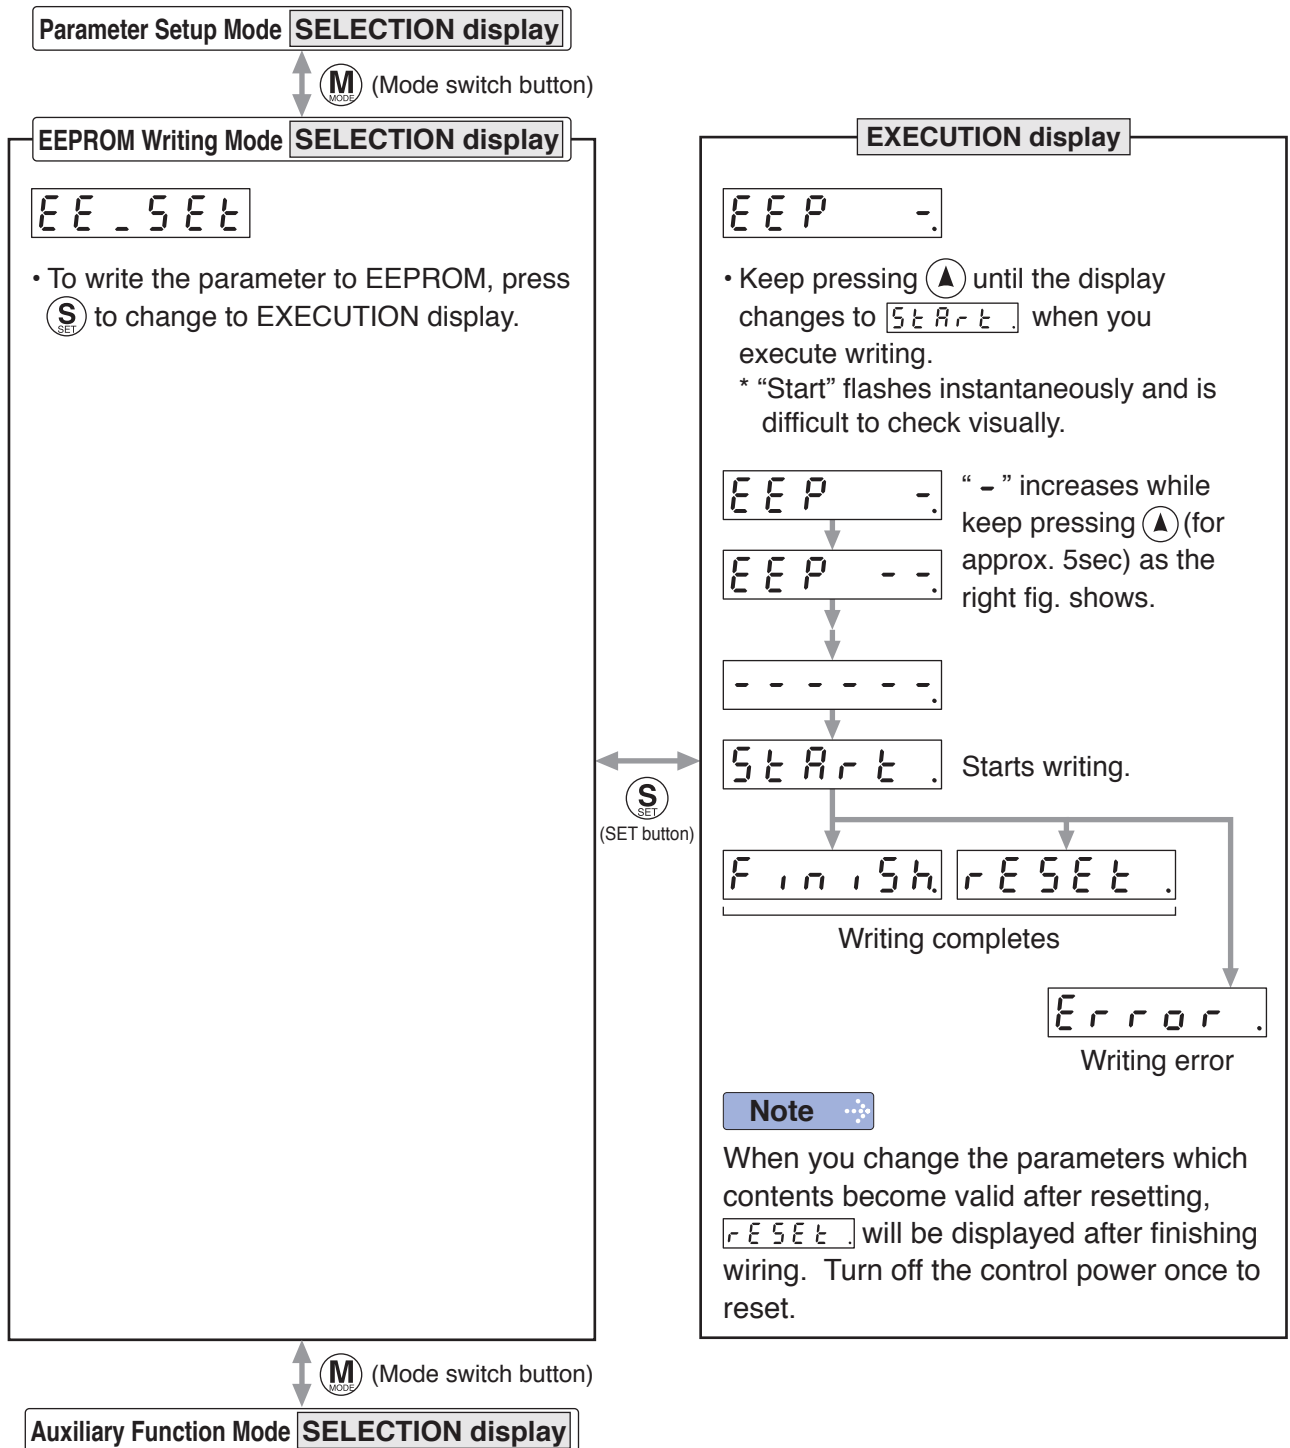 Parameter Setup Mode SELECTION display
M MODE (Mode switch button)
EEPROM Writing Mode SELECTION display
EE_SEt
• To write the parameter to EEPROM, press
S SET to change to EXECUTION display.
S SET
(SET button)
EXECUTION display
EEP -.
• Keep pressing ▲ until the display
changes to StArt . when you
execute writing.
* “Start” flashes instantaneously and is
difficult to check visually.
EEP -.
“ - ” increases while
keep pressing ▲ (for
approx. 5sec) as the
right fig. shows.
EEP --.
------.
StArt . Starts writing.
FiniSh. rESEt .
Writing completes
Error .
Writing error
Note
When you change the parameters which
contents become valid after resetting,
rESEt . will be displayed after finishing
wiring. Turn off the control power once to
reset.
M MODE (Mode switch button)
Auxiliary Function Mode SELECTION display